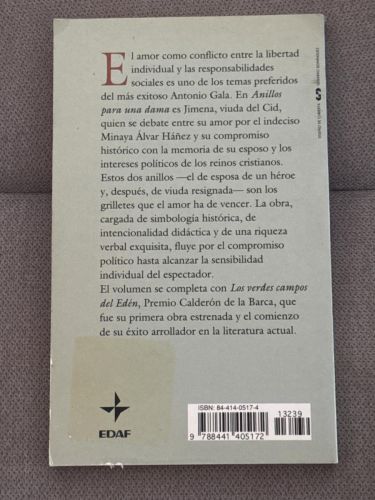 El amor como conflicto entre la libertad
individual y las responsabilidades
sociales es uno de los temas preferidos
del más exitoso Antonio Gala. En Anillos
para una dama es Jimena, viuda del Cid,
quien se debate entre su amor por el indeciso
Minaya Álvar Háñez y su compromiso
histórico con la memoria de su esposo y los
intereses políticos de los reinos cristianos.
Estos dos anillos —el de esposa de un héroe
y, después, de viuda resignada— son los
grilletes que el amor ha de vencer. La obra,
cargada de simbología histórica, de
intencionalidad didáctica y de una riqueza
verbal exquisita, fluye por el compromiso
político hasta alcanzar la sensibilidad
individual del espectador.
El volumen se completa con Los verdes campos
del Edén, Premio Calderón de la Barca, que
fue su primera obra estrenada y el comienzo
de su éxito arrollador en la literatura actual.
EDAF
ISBN: 84-414-0517-4
13239
9 788441 405172